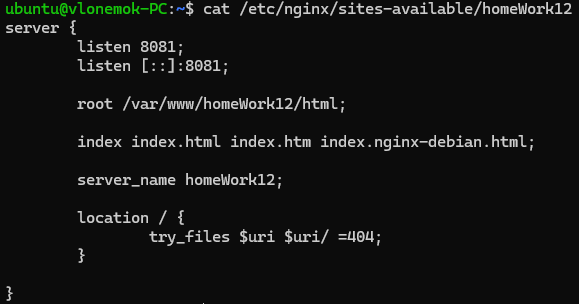 ubuntu@vlonemok-PC:~$ cat /etc/nginx/sites-available/homeWork12
server {
        listen 8081;
        listen [::]:8081;

        root /var/www/homeWork12/html;

        index index.html index.htm index.nginx-debian.html;

        server_name homeWork12;

        location / {
                try_files $uri $uri/ =404;
        }

}